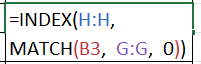 =INDEX(H:H,
MATCH(B3, G:G, 0))